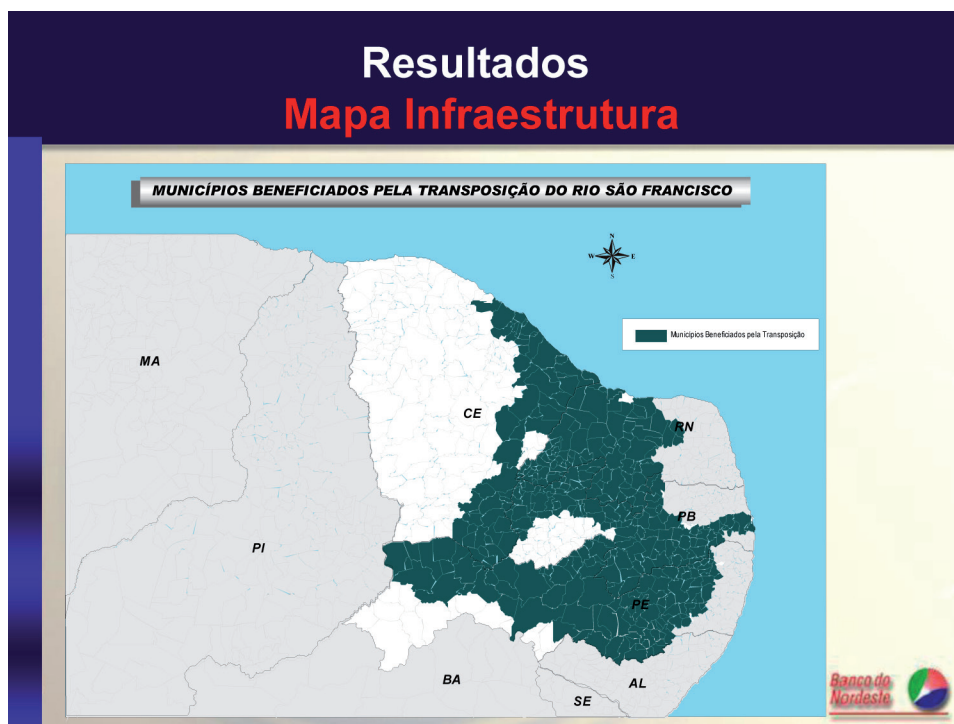 Resultados
Mapa Infraestrutura
MUNICÍPIOS BENEFICIADOS PELA TRANSPOSIÇÃO DO RIO SÃO FRANCISCO
N
W E
S
Municípios Beneficiados pela Transposição
MA
CE
RN
PB
PI
PE
BA
AL
SE
Banco do
Nordeste